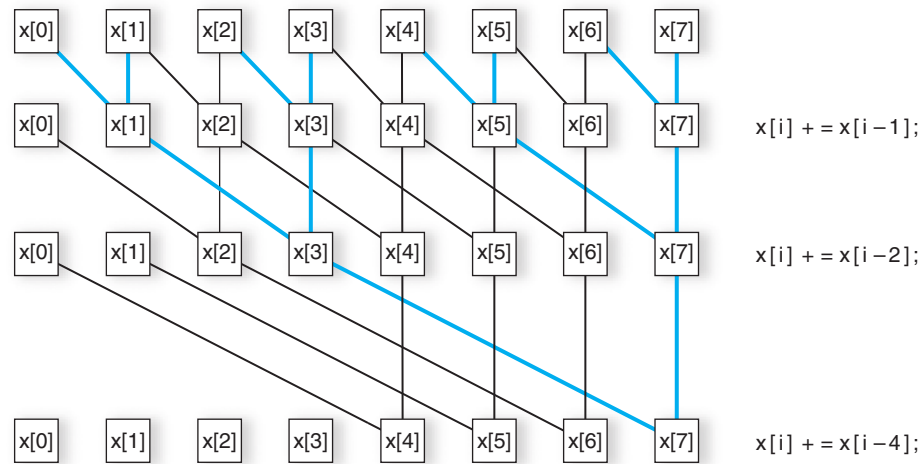 x[0] x[1] x[2] x[3] x[4] x[5] x[6] x[7]
x[0] x[1] x[2] x[3] x[4] x[5] x[6] x[7] x[i] += x[i-1];
x[0] x[1] x[2] x[3] x[4] x[5] x[6] x[7] x[i] += x[i-2];
x[0] x[1] x[2] x[3] x[4] x[5] x[6] x[7] x[i] += x[i-4];